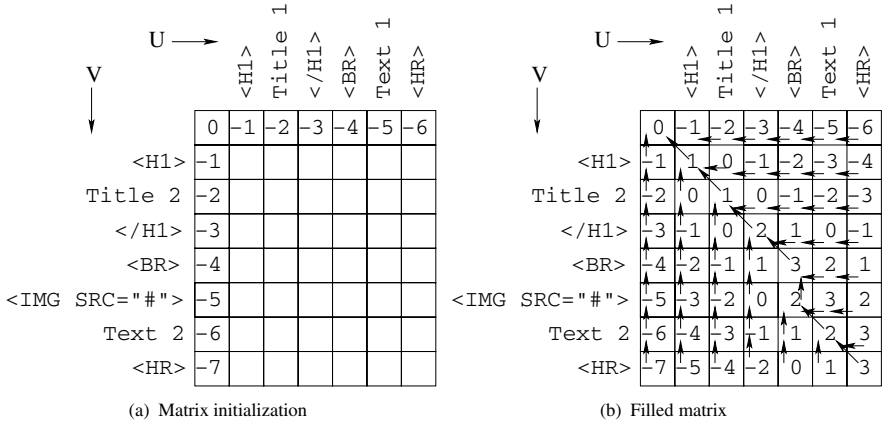 U
V
<H1> Title 1 </H1> <BR> Text 1 <HR>
0 −1 −2 −3 −4 −5 −6
<H1> −1
Title 2 −2
</H1> −3
<BR> −4
<IMG SRC="#"> −5
Text 2 −6
<HR> −7
(a) Matrix initialization
U
V
<H1> Title 1 </H1> <BR> Text 1 <HR>
0 −1 −2 −3 −4 −5 −6
<H1> −1 1 0 −1 −2 −3 −4
Title 2 −2 0 1 0 −1 −2 −3
</H1> −3 −1 0 2 1 0 −1
<BR> −4 −2 −1 1 3 2 1
<IMG SRC="#"> −5 −3 −2 0 2 3 2
Text 2 −6 −4 −3 −1 1 2 3
<HR> −7 −5 −4 −2 0 1 3
(b) Filled matrix